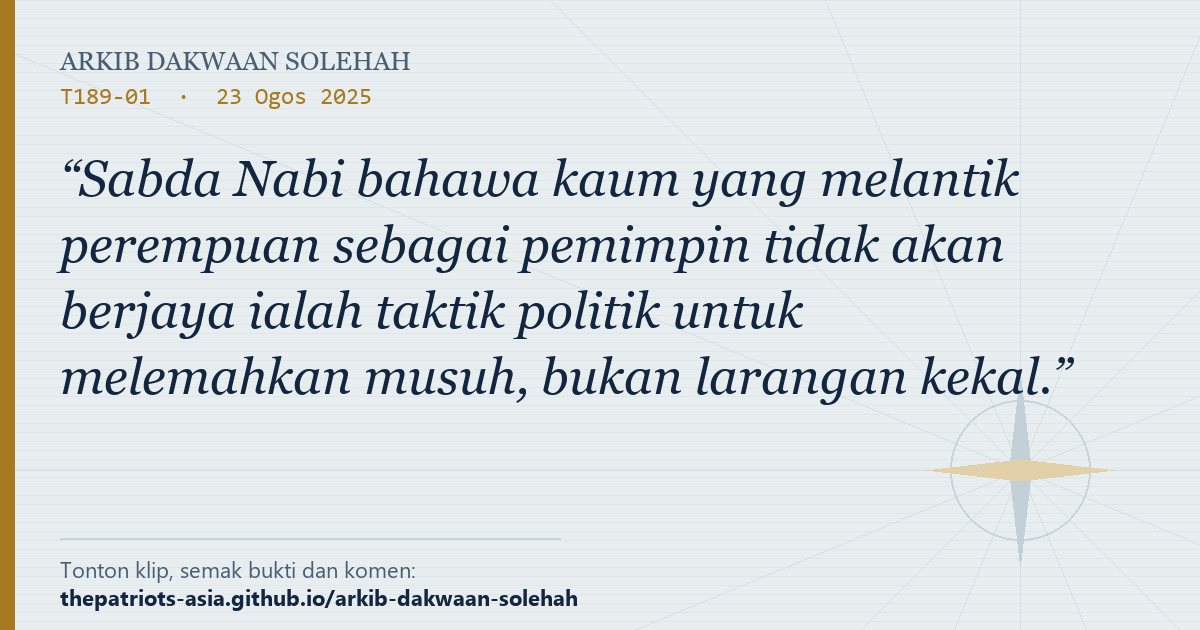 ARKIB DAKWAAN SOLEHAH
T189-01 · 23 Ogos 2025
“Sabda Nabi bahawa kaum yang melantik
perempuan sebagai pemimpin tidak akan
berjaya ialah taktik politik untuk
melemahkan musuh, bukan larangan kekal.”
Tonton klip, semak bukti dan komen:
thepatriots-asia.github.io/arkib-dakwaan-solehah